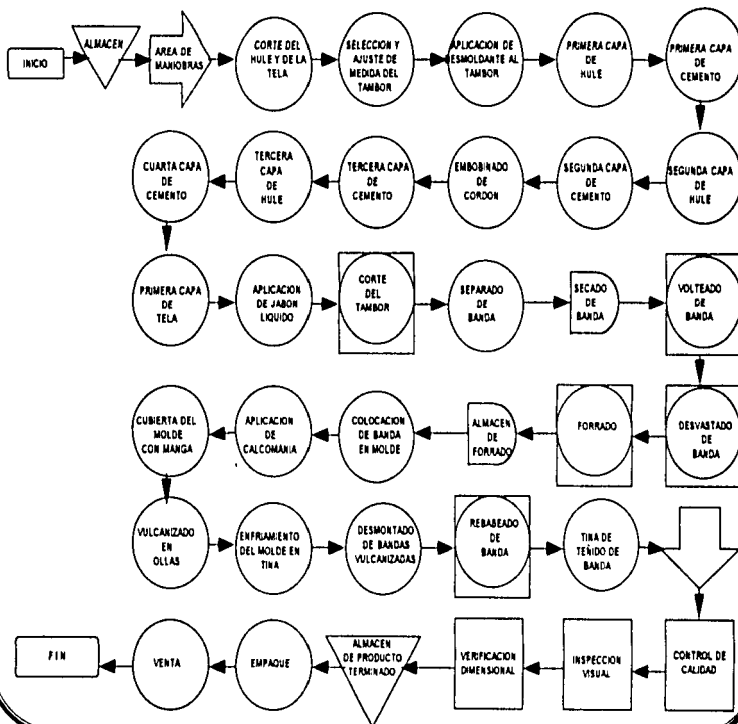 INICIO
ALMACEN
AREA DE
MANIOBRAS
CORTE DEL
HULE Y DE LA
TELA
SELECCION Y
AJUSTE DE
MEDIDA DEL
TAMBOR
APLICACION DE
DESMOLDANTE AL
TAMBOR
PRIMERA CAPA
DE
HULE
PRIMERA CAPA
DE
CEMENTO
SEGUNDA CAPA
DE
HULE
SEGUNDA CAPA
DE
CEMENTO
EMBOBINADO
DE
CORDON
TERCERA CAPA
DE
CEMENTO
TERCERA
CAPA
DE
HULE
CUARTA CAPA
DE
CEMENTO
PRIMERA CAPA
DE
TELA
APLICACION
DE JABON
LIQUIDO
CORTE
DEL
TAMBOR
SEPARADO
DE
BANDA
SECADO
DE
BANDA
VOLTEADO
DE
BANDA
DESVASTADO
DE
BANDA
FORRADO
ALMACEN
DE
FORRADO
COLOCACION
DE BANDA
EN MOLDE
APLICACION
DE
CALCOMANIA
CUBIERTA DEL
MOLDE
CON MANGA
VULCANIZADO
EN
OLLAS
ENFRIAMIENTO
DEL MOLDE EN
TINA
DESMONTADO
DE BANDAS
VULCANIZADAS
REBABEADO
DE
BANDA
TINA DE
TEÑIDO DE
BANDA
CONTROL DE
CALIDAD
INSPECCION
VISUAL
VERIFICACION
DIMENSIONAL
ALMACEN
DE PRODUCTO
TERMINADO
EMPAQUE
VENTA
FIN